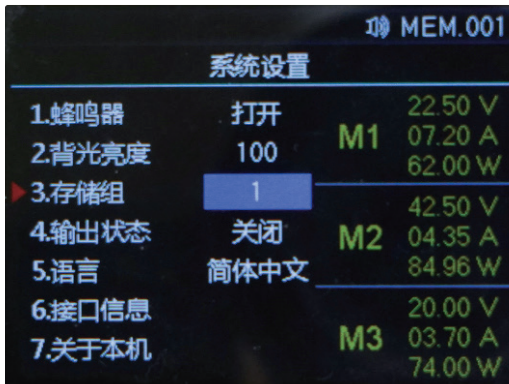 MEM.001
系统设置
1.蜂鸣器 打开
2.背光亮度 100
3.存储组 1
4.输出状态 关闭
5.语言 简体中文
6.接口信息
7.关于本机
M1
22.50 V
07.20 A
62.00 W
M2
42.50 V
04.35 A
84.96 W
M3
20.00 V
03.70 A
74.00 W